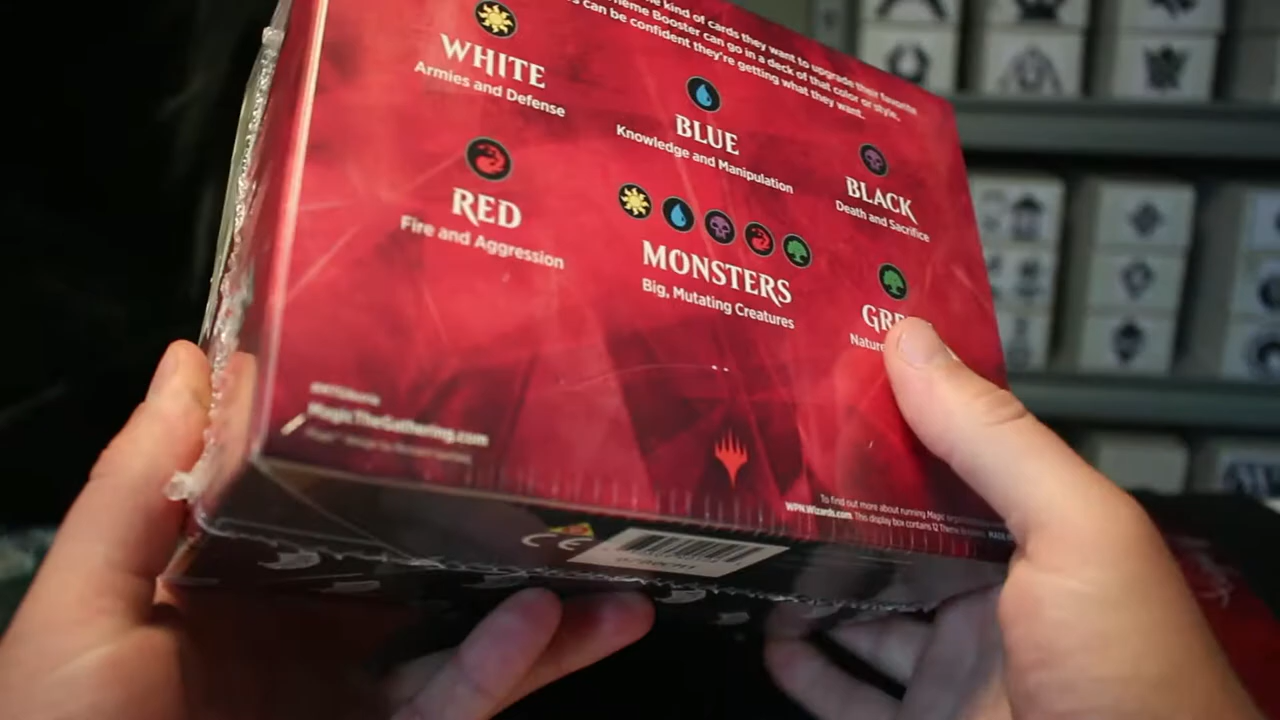 kind of cards they want to upgrade their favorite
Theme Booster can go in a deck of that color or style,
can be confident they're getting what they want.
WHITE
Armies and Defense
BLUE
Knowledge and Manipulation
BLACK
Death and Sacrifice
RED
Fire and Aggression
MONSTERS
Big, Mutating Creatures
GRE
Nature
MagicTheGathering.com
To find out more about running Magic
WPN.Wizards.com. This display box contains 12 Theme
CE